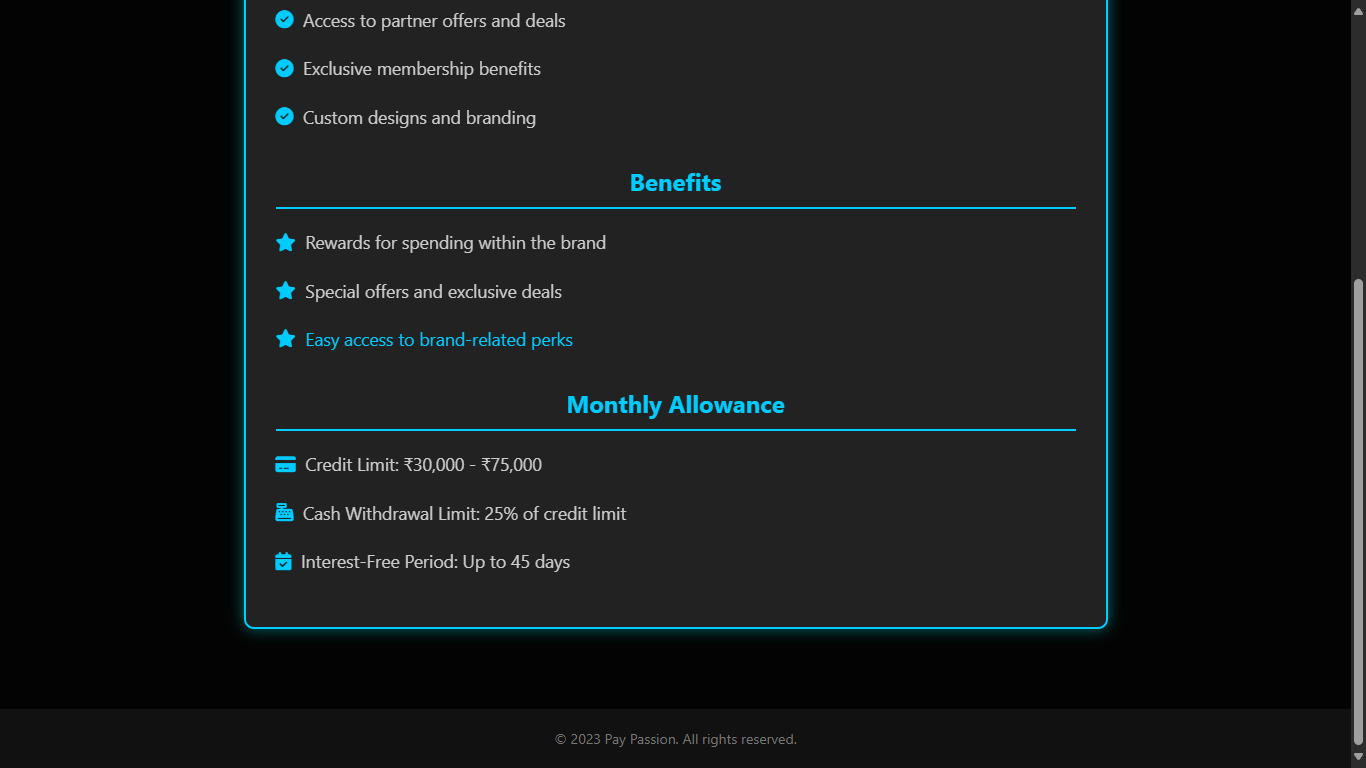 Access to partner offers and deals
Exclusive membership benefits
Custom designs and branding
Benefits
Rewards for spending within the brand
Special offers and exclusive deals
Easy access to brand-related perks
Monthly Allowance
Credit Limit: ₹30,000 - ₹75,000
Cash Withdrawal Limit: 25% of credit limit
Interest-Free Period: Up to 45 days
© 2023 Pay Passion. All rights reserved.